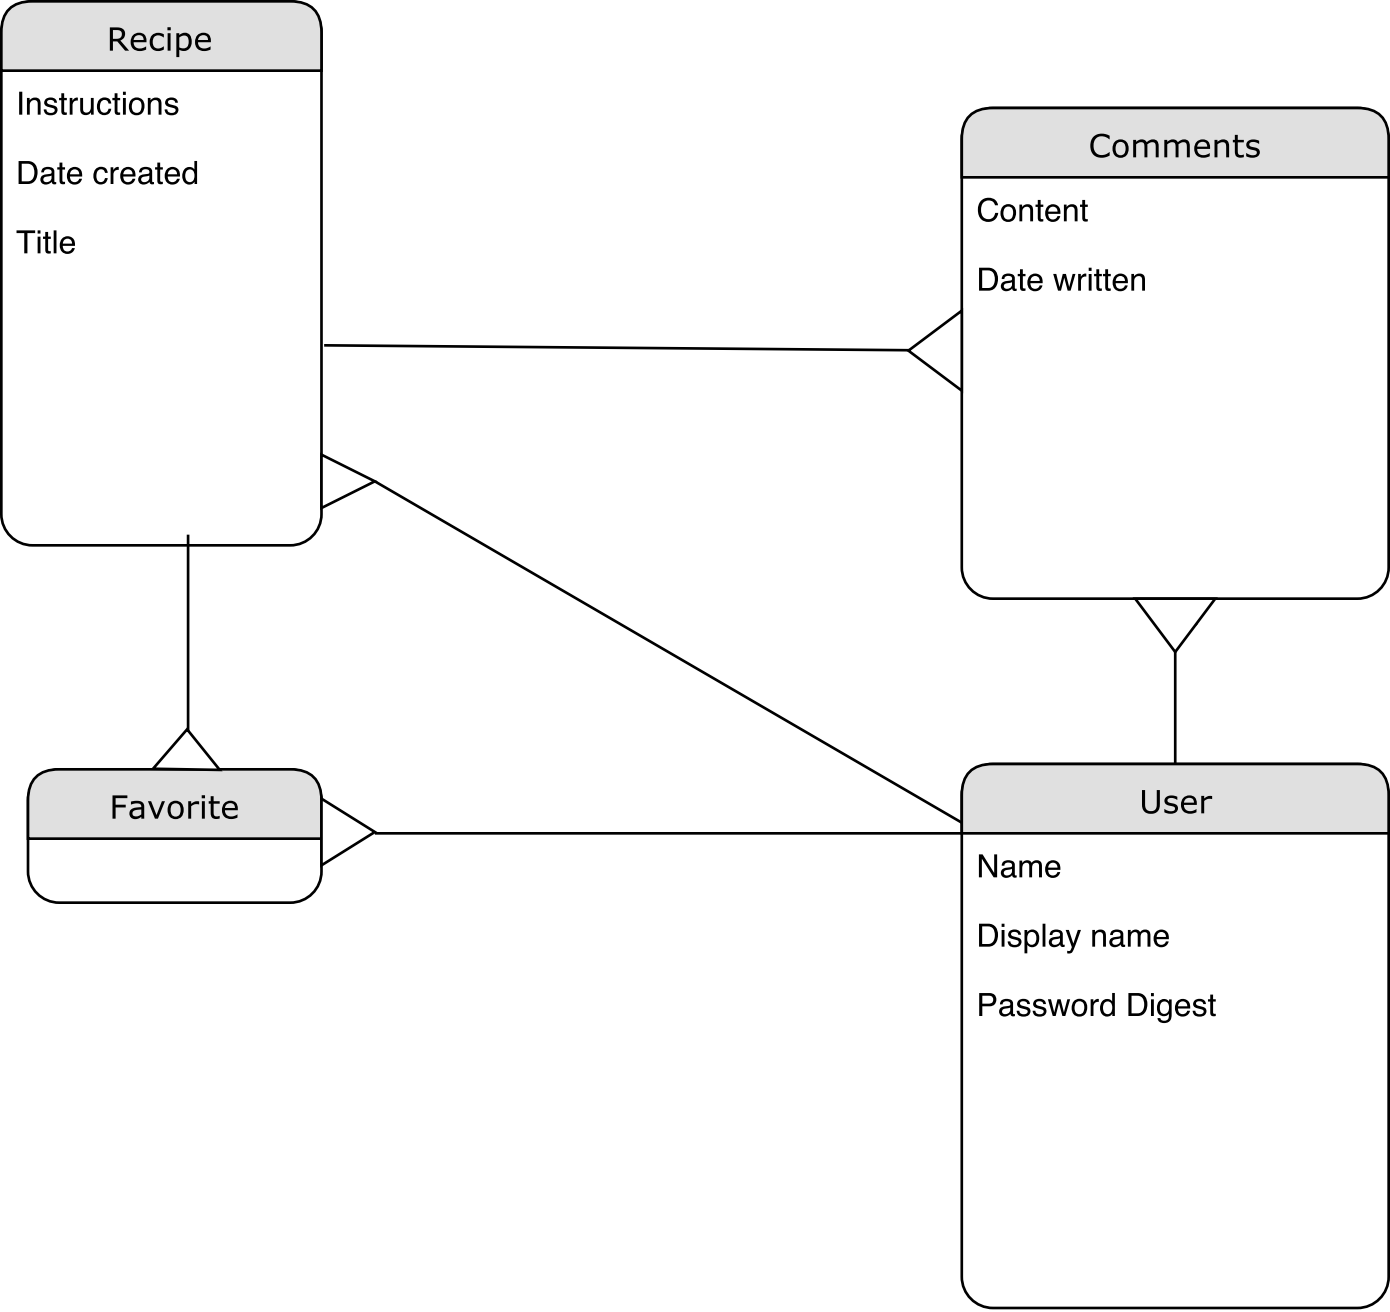 Recipe
Instructions
Date created
Title
Comments
Content
Date written
Favorite
User
Name
Display name
Password Digest